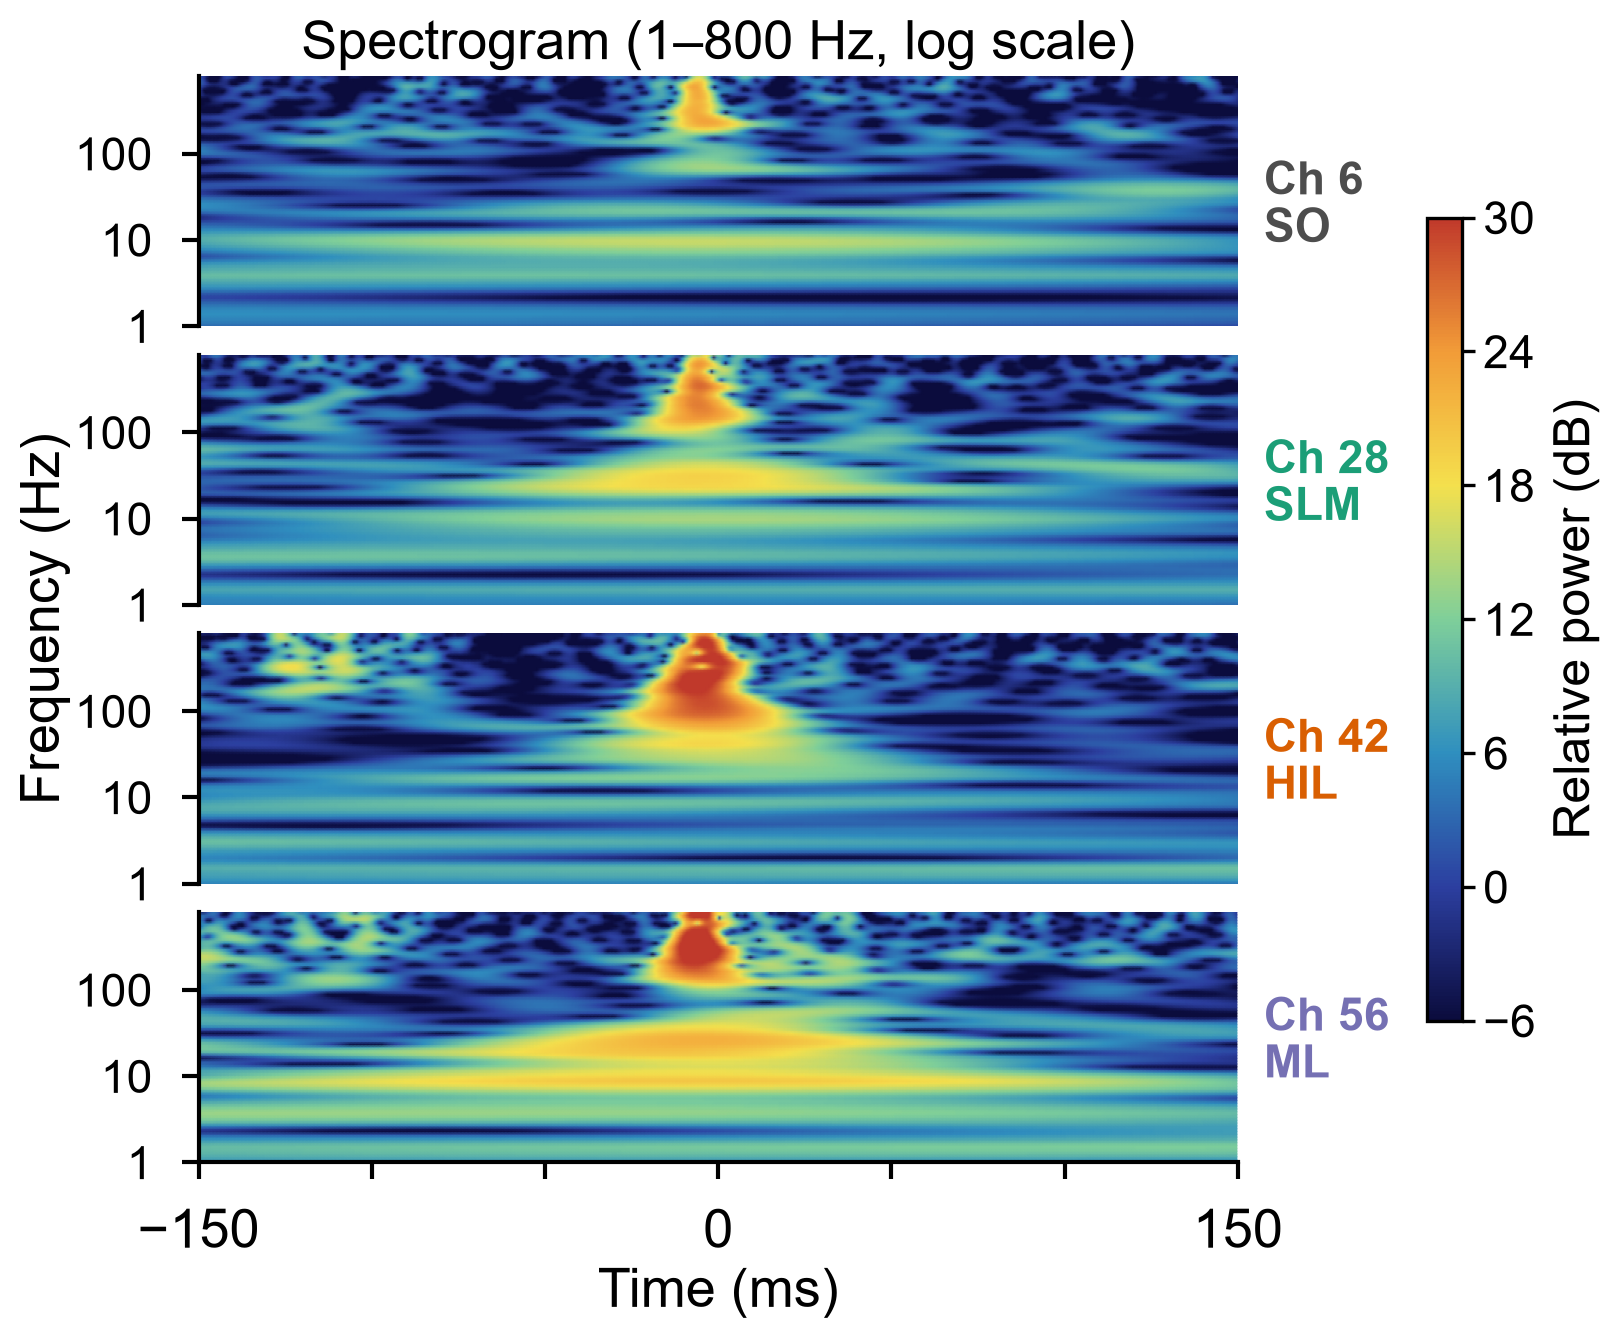 Spectrogram (1–800 Hz, log scale)
Frequency (Hz)
100
10
1
Ch 6
SO
100
10
1
Ch 28
SLM
100
10
1
Ch 42
HIL
100
10
1
Ch 56
ML
−150
0
150
Time (ms)
30
24
18
12
6
0
−6
Relative power (dB)